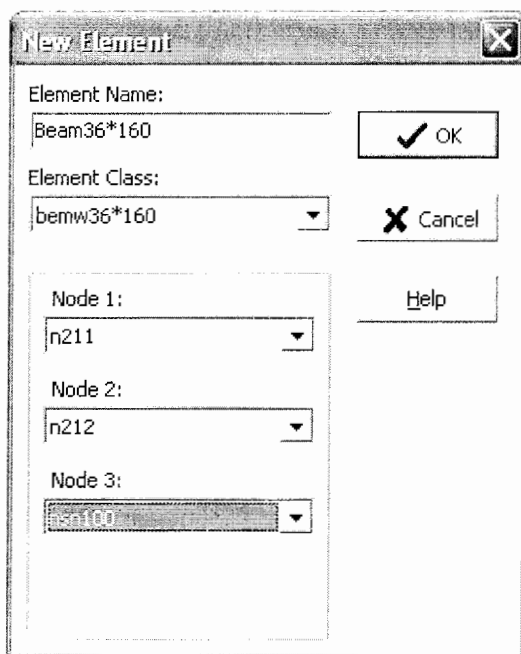 New Element
Element Name:
Beam36*160
OK
Element Class:
bemw36*160
Cancel
Node 1:
n211
Help
Node 2:
n212
Node 3: